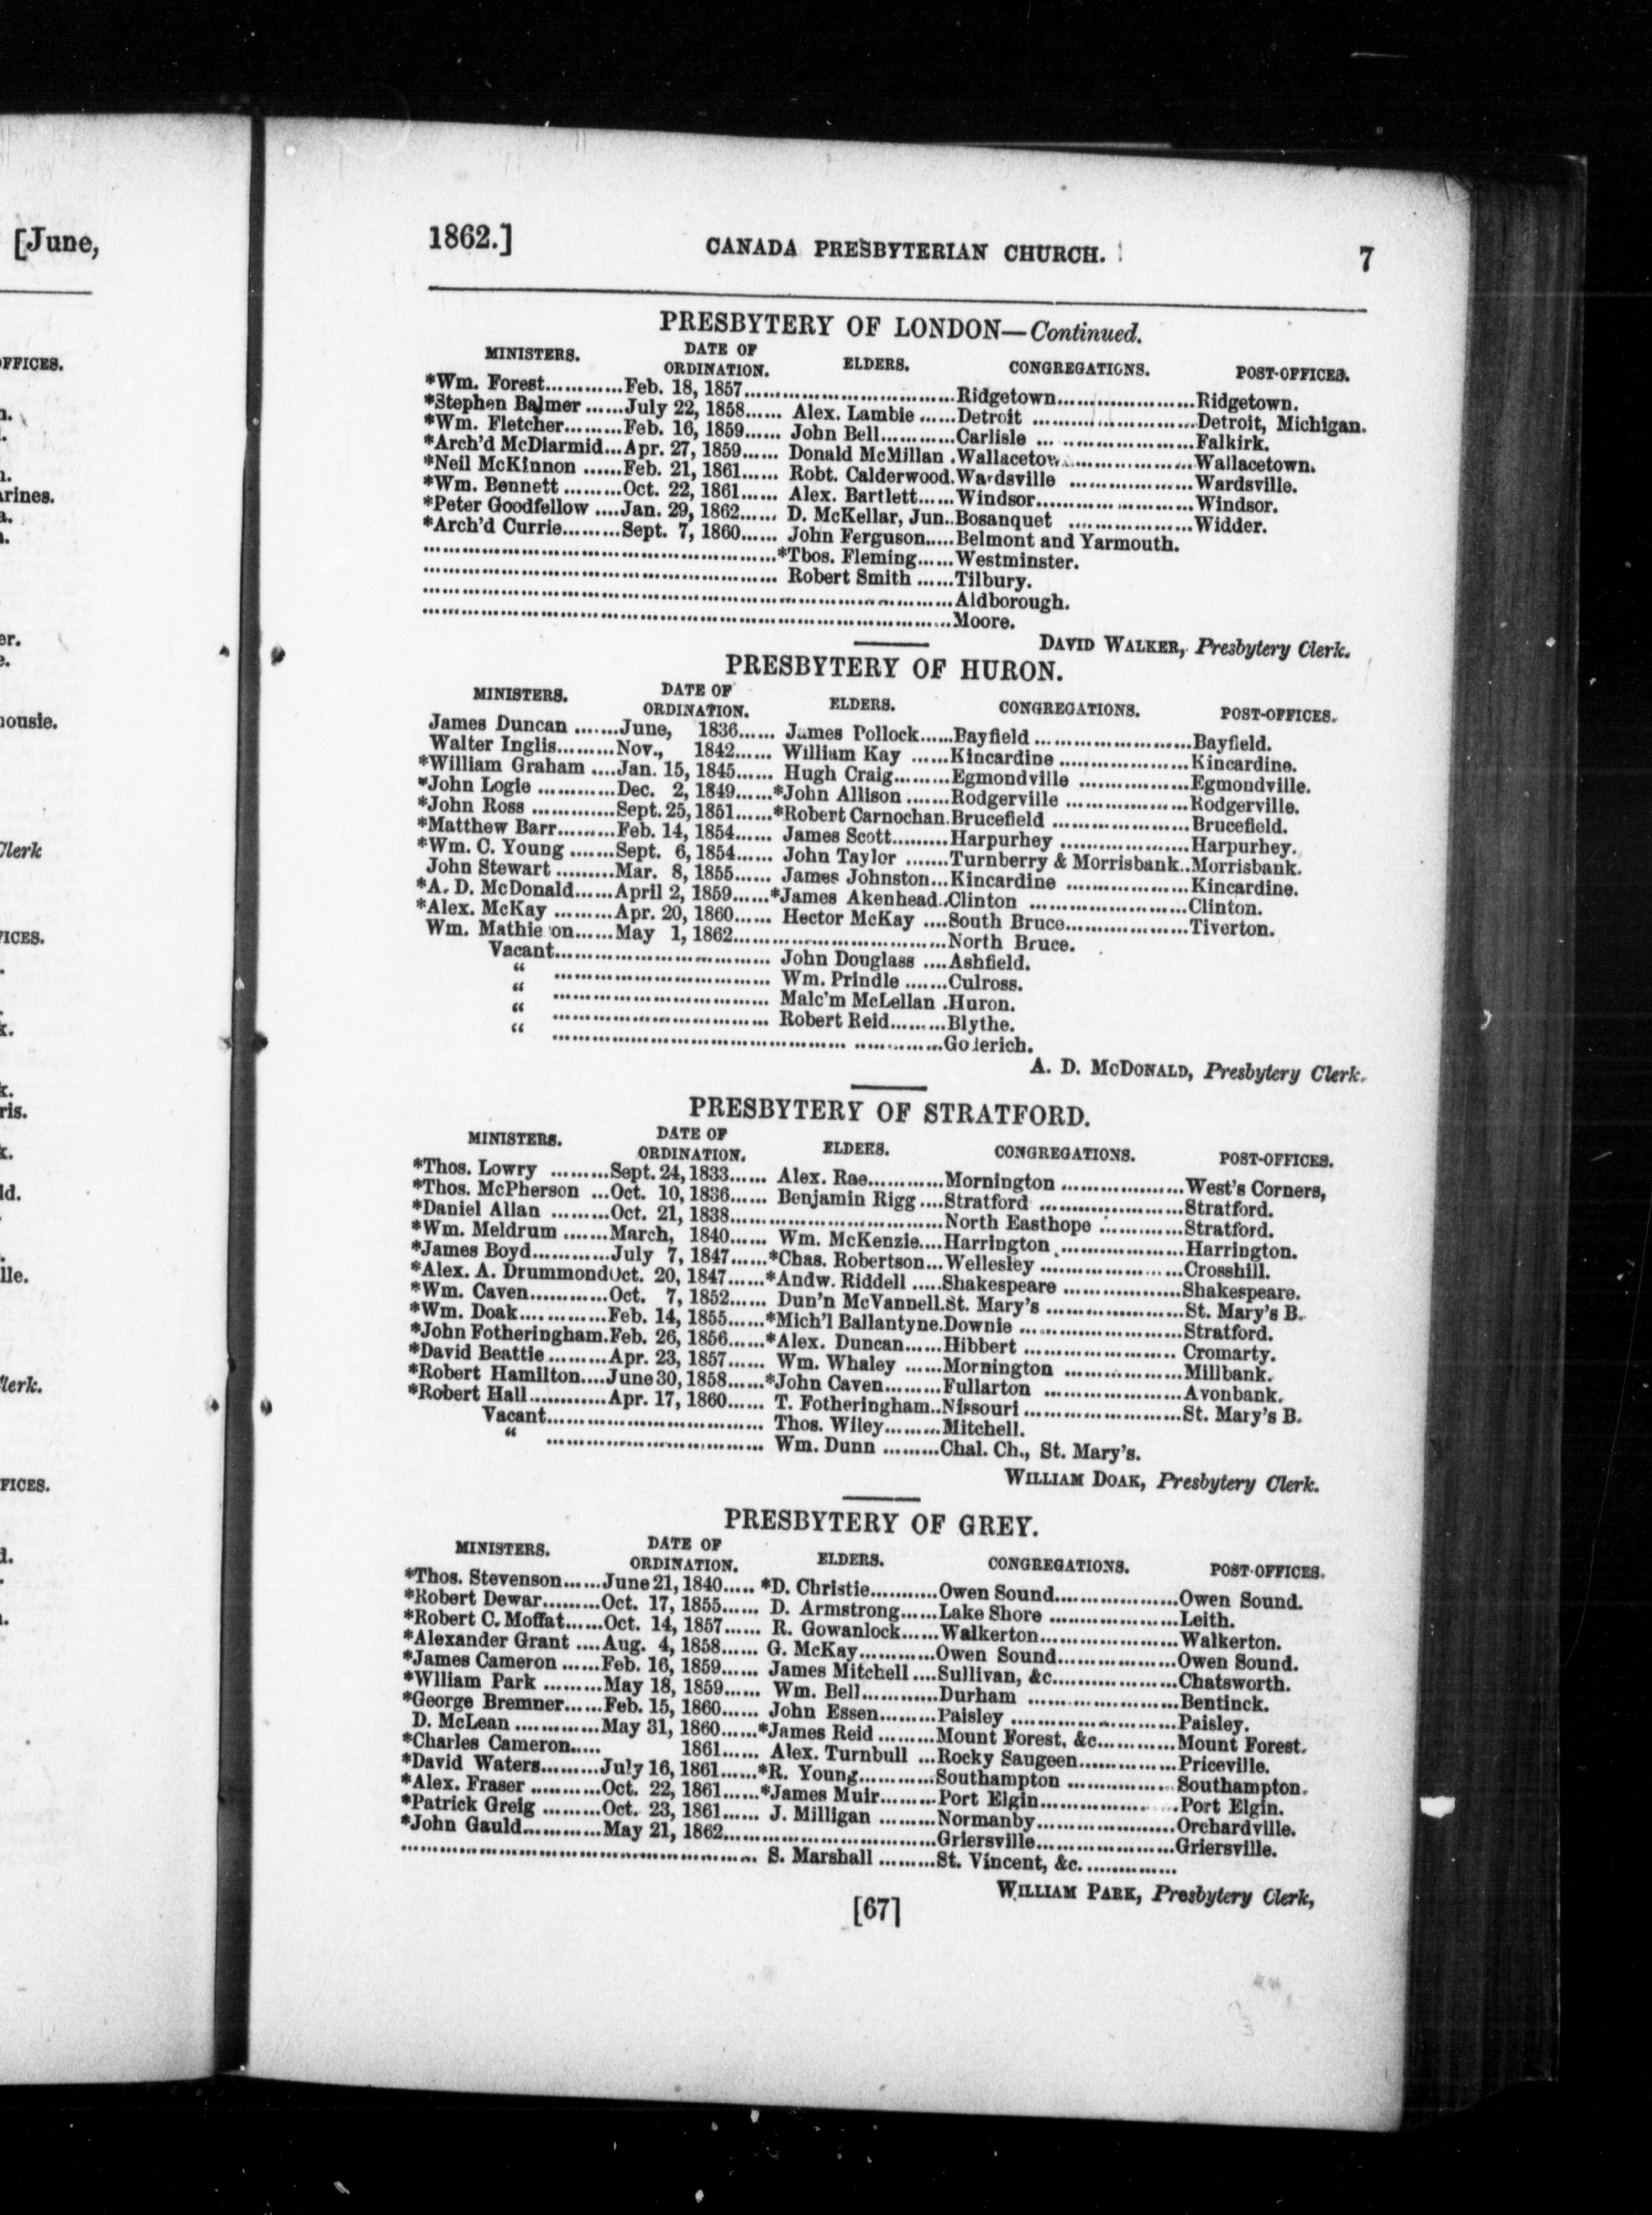 [June,
1862.] CANADA PRESBYTERIAN CHURCH. 7
PRESBYTERY OF LONDON—Continued.
MINISTERS. DATE OF ORDINATION. ELDERS. CONGREGATIONS. POST-OFFICES.
*Wm. Forest............Feb. 18, 1857.................................Ridgetown.....................Ridgetown.
*Stephen Balmer ......July 22, 1858...... Alex. Lambie ......Detroit .........................Detroit, Michigan.
*Wm. Fletcher.........Feb. 16, 1859...... John Bell............Carlisle ... ....................Falkirk.
*Arch'd McDiarmid...Apr. 27, 1859...... Donald McMillan .Wallacetow...................Wallacetown.
*Neil McKinnon ......Feb. 21, 1861...... Robt. Calderwood.Wardsville ...................Wardsville.
*Wm. Bennett .........Oct. 22, 1861...... Alex. Bartlett......Windsor........................Windsor.
*Peter Goodfellow ....Jan. 29, 1862...... D. McKellar, Jun..Bosanquet ...................Widder.
*Arch'd Currie.........Sept. 7, 1860...... John Ferguson.....Belmont and Yarmouth.
......................................................*Thos. Fleming......Westminster.
...................................................... Robert Smith ......Tilbury.
.................................................................................Aldborough.
.................................................................................Moore.
DAVID WALKER, Presbytery Clerk.
PRESBYTERY OF HURON.
MINISTERS. DATE OF ORDINATION. ELDERS. CONGREGATIONS. POST-OFFICES.
James Duncan .......June, 1836...... James Pollock......Bayfield ........................Bayfield.
Walter Inglis.........Nov., 1842...... William Kay ......Kincardine ....................Kincardine.
*William Graham ....Jan. 15, 1845...... Hugh Craig.........Egmondville .................Egmondville.
*John Logie ............Dec. 2, 1849......*John Allison .......Rodgerville ...................Rodgerville.
*John Ross .............Sept. 25, 1851......*Robert Carnochan.Brucefield .....................Brucefield.
*Matthew Barr.........Feb. 14, 1854...... James Scott.........Harpurhey ....................Harpurhey.
*Wm. C. Young .......Sept. 6, 1854...... John Taylor .......Turnberry & Morrisbank..Morrisbank.
John Stewart .........Mar. 8, 1855...... James Johnston...Kincardine ...................Kincardine.
*A. D. McDonald......April 2, 1859......*James Akenhead..Clinton ........................Clinton.
*Alex. McKay .........Apr. 20, 1860...... Hector McKay ....South Bruce...................Tiverton.
Wm. Mathie on......May 1, 1862.................................North Bruce.
Vacant................................. John Douglass ....Ashfield.
“ ................................. Wm. Prindle .......Culross.
“ ................................. Malc'm McLellan .Huron.
“ ................................. Robert Reid.........Blythe.
“ .............................................................Goderich.
A. D. MCDONALD, Presbytery Clerk.
PRESBYTERY OF STRATFORD.
MINISTERS. DATE OF ORDINATION. ELDERS. CONGREGATIONS. POST-OFFICES.
*Thos. Lowry .........Sept. 24, 1833...... Alex. Rae............Mornington ...................West's Corners,
*Thos. McPherson ...Oct. 10, 1836...... Benjamin Rigg ....Stratford ......................Stratford.
*Daniel Allan .........Oct. 21, 1838.................................North Easthope .............Stratford.
*Wm. Meldrum .......March, 1840...... Wm. McKenzie....Harrington ...................Harrington.
*James Boyd............July 7, 1847......*Chas. Robertson...Wellesley ......................Crosshill.
*Alex. A. DrummondOct. 20, 1847......*Andw. Riddell .....Shakespeare ..................Shakespeare.
*Wm. Caven............Oct. 7, 1852...... Dun'n McVannell.St. Mary's .....................St. Mary's B.
*Wm. Doak.............Feb. 14, 1855......*Mich'l Ballantyne.Downie .........................Stratford.
*John Fotheringham.Feb. 26, 1856......*Alex. Duncan......Hibbert ........................ Cromarty.
*David Beattie.........Apr. 23, 1857...... Wm. Whaley ......Mornington ...................Millbank.
*Robert Hamilton....June 30, 1858......*John Caven.........Fullarton ......................Avonbank.
*Robert Hall............Apr. 17, 1860...... T. Fotheringham..Nissouri ........................St. Mary's B.
Vacant................................. Thos. Wiley.........Mitchell.
“ ................................. Wm. Dunn .........Chal. Ch., St. Mary's.
WILLIAM DOAK, Presbytery Clerk.
PRESBYTERY OF GREY.
MINISTERS. DATE OF ORDINATION. ELDERS. CONGREGATIONS. POST-OFFICES.
*Thos. Stevenson......June 21, 1840..... *D. Christie...........Owen Sound...................Owen Sound.
*Robert Dewar.........Oct. 17, 1855...... D. Armstrong......Lake Shore ....................Leith.
*Robert C. Moffat......Oct. 14, 1857...... R. Gowanlock......Walkerton.....................Walkerton.
*Alexander Grant ....Aug. 4, 1858...... G. McKay............Owen Sound..................Owen Sound.
*James Cameron ......Feb. 16, 1859...... James Mitchell ....Sullivan, &c...................Chatsworth.
*Wlliam Park .........May 18, 1859...... Wm. Bell............Durham .......................Bentinck.
*George Bremner......Feb. 15, 1860...... John Essen.........Paisley .........................Paisley.
D. McLean .............May 31, 1860......*James Reid .........Mount Forest, &c............Mount Forest.
*Charles Cameron..... 1861...... Alex. Turnbull ...Rocky Saugeen...............Priceville.
*David Waters.........July 16, 1861......*R. Young............Southampton ................Southampton.
*Alex. Fraser ...........Oct. 22, 1861......*James Muir.........Port Elgin.....................Port Elgin.
*Patrick Greig .........Oct. 23, 1861...... J. Milligan .........Normanby.....................Orchardville.
*John Gauld............May 21, 1862.................................Griersville.....................Griersville.
...................................................... S. Marshall .........St. Vincent, &c...............
WILLIAM PARK, Presbytery Clerk,
[67]